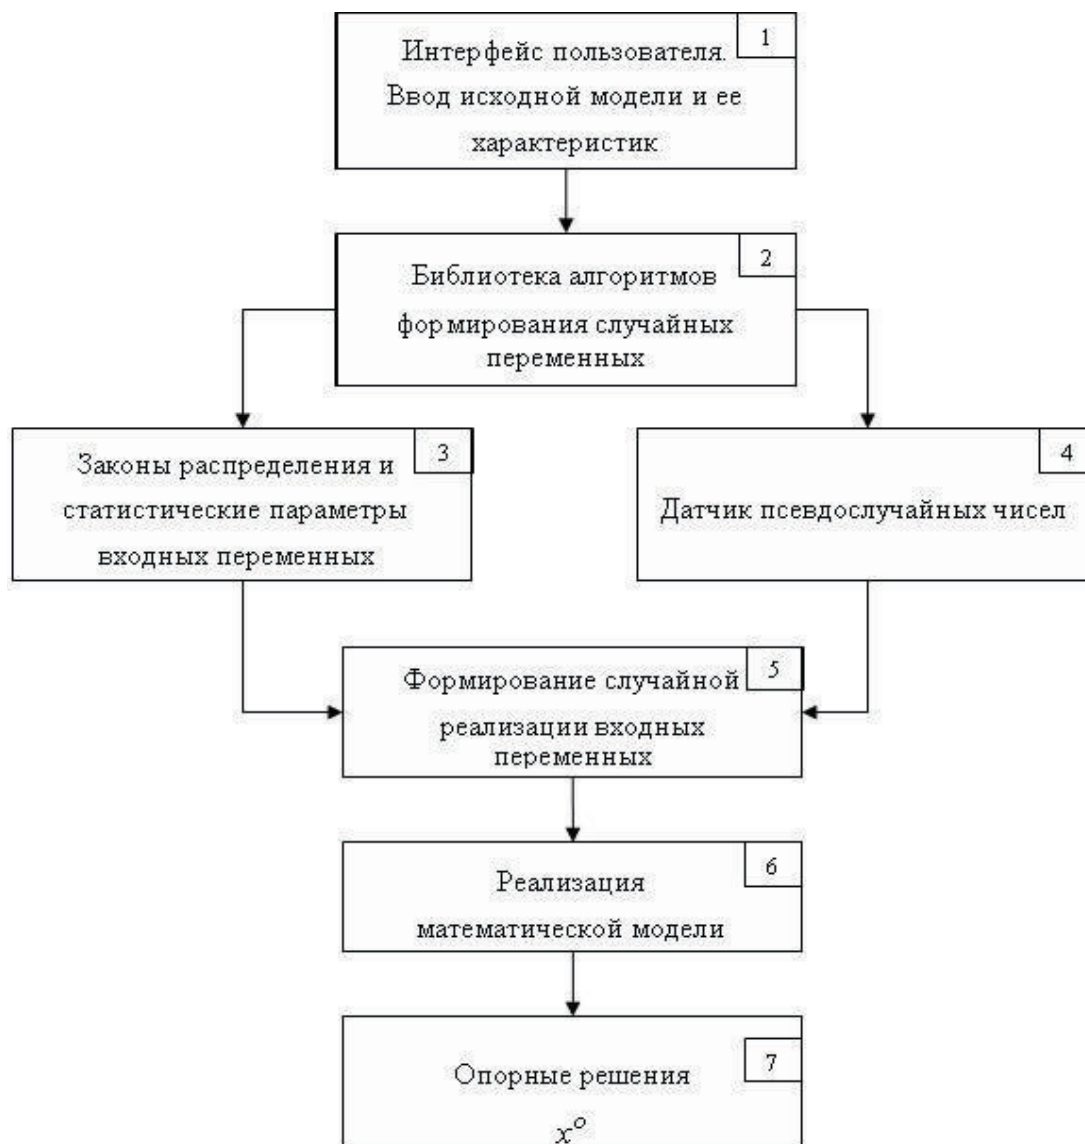 1
Интерфейс пользователя.
Ввод исходной модели и ее
характеристик
2
Библиотека алгоритмов
формирования случайных
переменных
3
Законы распределения и
статистические параметры
входных переменных
4
Датчик псевдослучайных чисел
5
Формирование случайной
реализации входных
переменных
6
Реализация
математической модели
7
Опорные решения
x^o